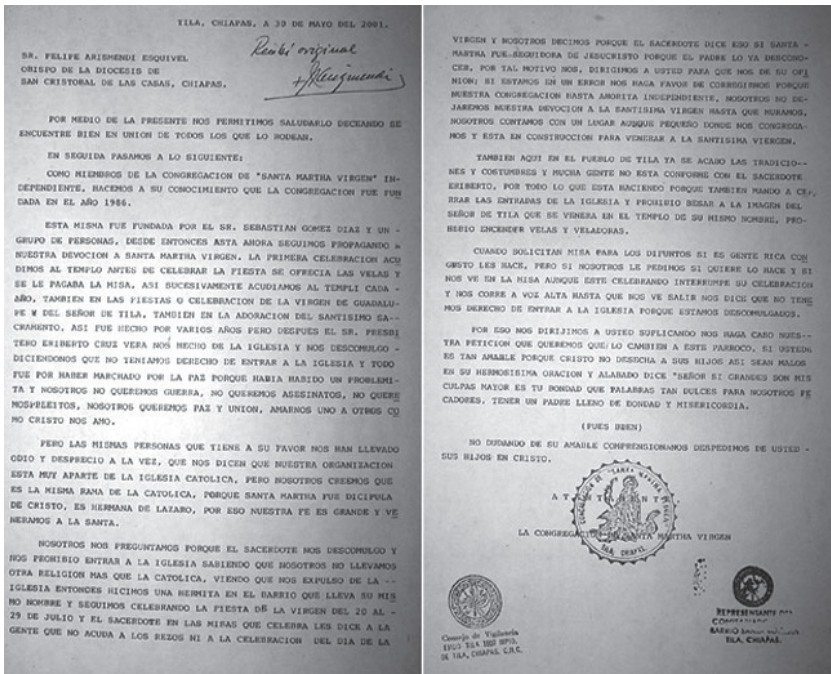 TILA, CHIAPAS, A 30 DE MAYO DEL 2001.
Recibí original
SR. FELIPE ARISMENDI ESQUIVEL
OBISPO DE LA DIOCESIS DE
SAN CRISTOBAL DE LAS CASAS, CHIAPAS.
POR MEDIO DE LA PRESENTE NOS PERMITIMOS SALUDARLO DECEANDO SE
ENCUENTRE BIEN EN UNION DE TODOS LOS QUE LO RODEAN.
EN SEGUIDA PASAMOS A LO SIGUIENTE:
COMO MIEMBROS DE LA CONGREGACION DE "SANTA MARTHA VIRGEN" IN-
DEPENDIENTE, HACEMOS A SU CONOCIMIENTO QUE LA CONGREGACION FUE FUN
DADA EN EL AÑO 1986.
ESTA MISMA FUE FUNDADA POR EL SR. SEBASTIAN GOMEZ DIAZ Y UN -
GRUPO DE PERSONAS, DESDE ENTONCES ASTA AHORA SEGUIMOS PROPAGANDO -
NUESTRA DEVOCION A SANTA MARTHA VIRGEN. LA PRIMERA CELEBRACION ACU
DIMOS AL TEMPLO ANTES DE CELEBRAR LA FIESTA SE OFRECIA LAS VELAS Y
SE LE PAGABA LA MISA, ASI SUCESIVAMENTE ACUDIAMOS AL TEMPLI CADA -
AÑO, TAMBIEN EN LAS FIESTAS O CELEBRACION DE LA VIRGEN DE GUADALU-
PE Y DEL SEÑOR DE TILA, TAMBIEN EN LA ADORACION DEL SANTISIMO SA--
CRAMENTO, ASI FUE HECHO POR VARIOS AÑOS PERO DESPUES EL SR. PRESBI
TERO ERIBERTO CRUZ VERA NOS HECHO DE LA IGLESIA Y NOS DESCOMULGO -
DICIENDONOS QUE NO TENIAMOS DERECHO DE ENTRAR A LA IGLESIA Y TODO
FUE POR HABER MARCHADO POR LA PAZ PORQUE HABIA HABIDO UN PROBLEMI-
TA Y NOSOTROS NO QUEREMOS GUERRA, NO QUEREMOS ASESINATOS, NO QUERE
MOS PLEITOS, NOSOTROS QUEREMOS PAZ Y UNION, AMARNOS UNO A OTROS CO
MO CRISTO NOS AMO.
PERO LAS MISMAS PERSONAS QUE TIENE A SU FAVOR NOS HAN LLEVADO
ODIO Y DESPRECIO A LA VEZ, QUE NOS DICEN QUE NUESTRA ORGANIZACION
ESTA MUY APARTE DE LA IGLESIA CATOLICA, PERO NOSOTROS CREEMOS QUE
ES LA MISMA RAMA DE LA CATOLICA, PORQUE SANTA MARTHA FUE DICIPULA
DE CRISTO, ES HERMANA DE LAZARO, POR ESO NUESTRA FE ES GRANDE Y VE
NERAMOS A LA SANTA.
NOSOTROS NOS PREGUNTAMOS PORQUE EL SACERDOTE NOS DESCOMULGO Y
NOS PROHIBIO ENTRAR A LA IGLESIA SABIENDO QUE NOSOTROS NO LLEVAMOS
OTRA RELIGION MAS QUE LA CATOLICA, VIENDO QUE NOS EXPULSO DE LA --
IGLESIA ENTONDES HICIMOS UNA HERMITA EN EL BARRIO QUE LLEVA SU MIS
MO NOMBRE Y SEGUIMOS CELEBRANDO LA FIESTA DE LA VIRGEN DEL 20 AL -
29 DE JULIO Y EL SACERDOTE EN LAS MIRAS QUE CELEBRA LES DICE A LA
GENTE QUE NO ACUDA A LOS REZOS NI A LA CELEBRACION DEL DIA DE LA
VIRGEN Y NOSOTROS DECIMOS PORQUE EL SACERDOTE DICE ESO SI SANTA -
MARTHA FUE SEGUIDORA DE JESUCRISTO PORQUE EL PADRE LO VA DESCONO-
CER, POR TAL MOTIVO NOS. DIRIGIMOS A USTED PARA QUE NOS DE SU OPI
NION; SI ESTAMOS EN UN ERROR NOS HAGA FAVOR DE CORREGIRNOS PORQUE
NUESTRA CONGREGACION HASTA AHORITA INDEPENDIENTE, NOSOTROS NO DE-
JAREMOS NUESTRA DEVOCION A LA SANTISIMA VIRGEN HASTA QUE MURAMOS,
NOSOTROS CONTAMOS CON UN LUGAR AUNQUE PEQUEÑO DONDE NOS CONGREGA-
MOS Y ESTA EN CONSTRUCCION PARA VENERAR A LA SANTISIMA VIERGEN.
TAMBIEN AQUI EN EL PUEBLO DE TILA YA SE ACABO LAS TRADICIO--
NES Y COSTUMBRES Y MUCHA GENTE NO ESTA CONFORME CON EL SACERDOTE
ERIBERTO, POR TODO LO QUE ESTA HACIENDO PORQUE TAMBIEN MANDO A CE-
RRAR LAS ENTRADAS DE LA IGLESIA Y PROHIBIO BESAR A LA IMAGEN DEL
SEÑOR DE TILA QUE SE VENERA EN EL TEMPLO DE SU MISMO NOMBRE, PRO-
HIBIO ENCENDER VELAS Y VELADORAS.
CUANDO SOLICITAN MISA PARA LOS DIFUNTOS SI ES GENTE RICA CON
GUSTO LES HACE, PERO SI NOSOTROS LE PEDIMOS SI QUIERE LO HACE Y SI
NOS VE EN LA MISA AUNQUE ESTE CELEBRANDO INTERRUMPE SU CELEBRACION
Y NOS CORRE A VOZ ALTA HASTA QUE NOS VE SALIR NOS DICE QUE NO TENE
MOS DERECHO DE ENTRAR A LA IGLESIA PORQUE ESTAMOS DESCOMULGADOS.
POR ESO NOS DIRIJIMOS A USTED SUPLICANDO NOS HAGA CASO NUES--
TRA PETICION QUE QUEREMOS QUE LO CAMBIEN A ESTE PARROCO, SI USTEDE
ES TAN AMABLE PORQUE CRISTO NO DESECHA A SUS HIJOS ASI SEAN MALOS
EN SU HERMOSISIMA ORACION Y ALABADO DICE "SEÑOR SI GRANDES SON MIS
CULPAS MAYOR ES TU BONDAD QUE PALABRAS TAN DULCES PARA NOSOTROS PE
CADORES, TENER UN PADRE LLENO DE BONDAD Y MISERICORDIA.
(PUES BUEN)
NO DUDANDO DE SU AMABLE COMPRENSIONANOS DESPEDIMOS DE USTED -
SUS HIJOS EN CRISTO.
A T E N T A M E N T E
LA CONGREGACION DE SANTA MARTHA VIRGEN
TILA, CHIAPAS.
Consejo de Vigilancia
DE TILA, CHIAPAS, C.N.C.
REPRESENTANTE DEL
BARRIO
TILA, CHIAPAS.